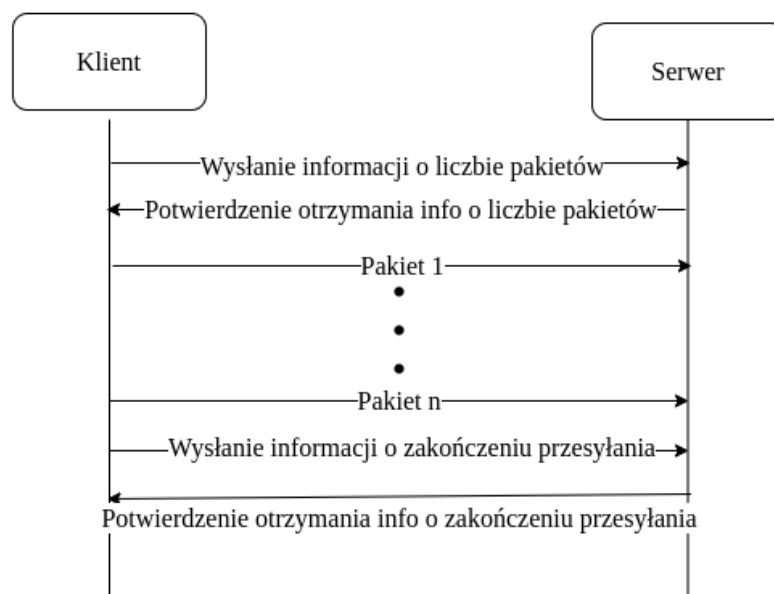 Klient
Serwer
Wysłanie informacji o liczbie pakietów
Potwierdzenie otrzymania info o liczbie pakietów
Pakiet 1
Pakiet n
Wysłanie informacji o zakończeniu przesyłania
Potwierdzenie otrzymania info o zakończeniu przesyłania